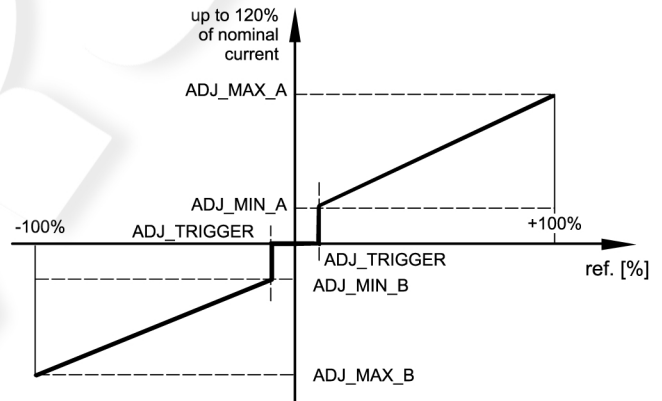 up to 120%
of nominal
current
ADJ_MAX_A
ADJ_MIN_A
-100%
ADJ_TRIGGER
+100%
ADJ_TRIGGER
ref. [%]
ADJ_MIN_B
ADJ_MAX_B